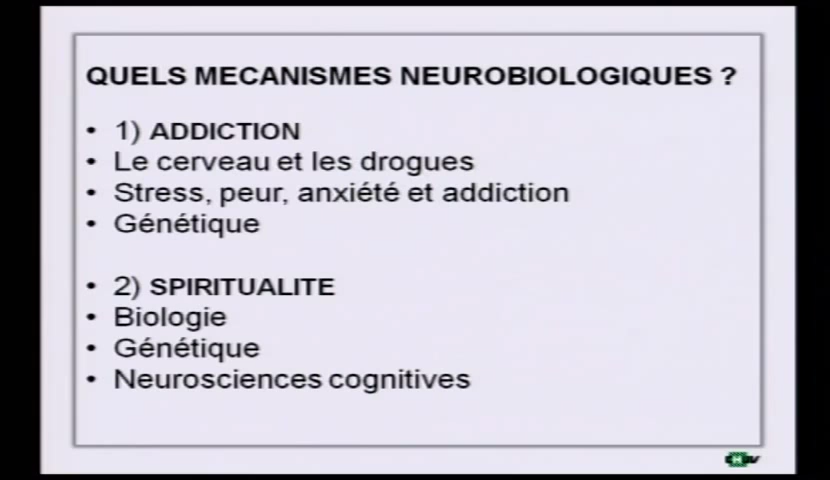 QUELS MECANISMES NEUROBIOLOGIQUES ?
• 1) ADDICTION
• Le cerveau et les drogues
• Stress, peur, anxiété et addiction
• Génétique
• 2) SPIRITUALITE
• Biologie
• Génétique
• Neurosciences cognitives